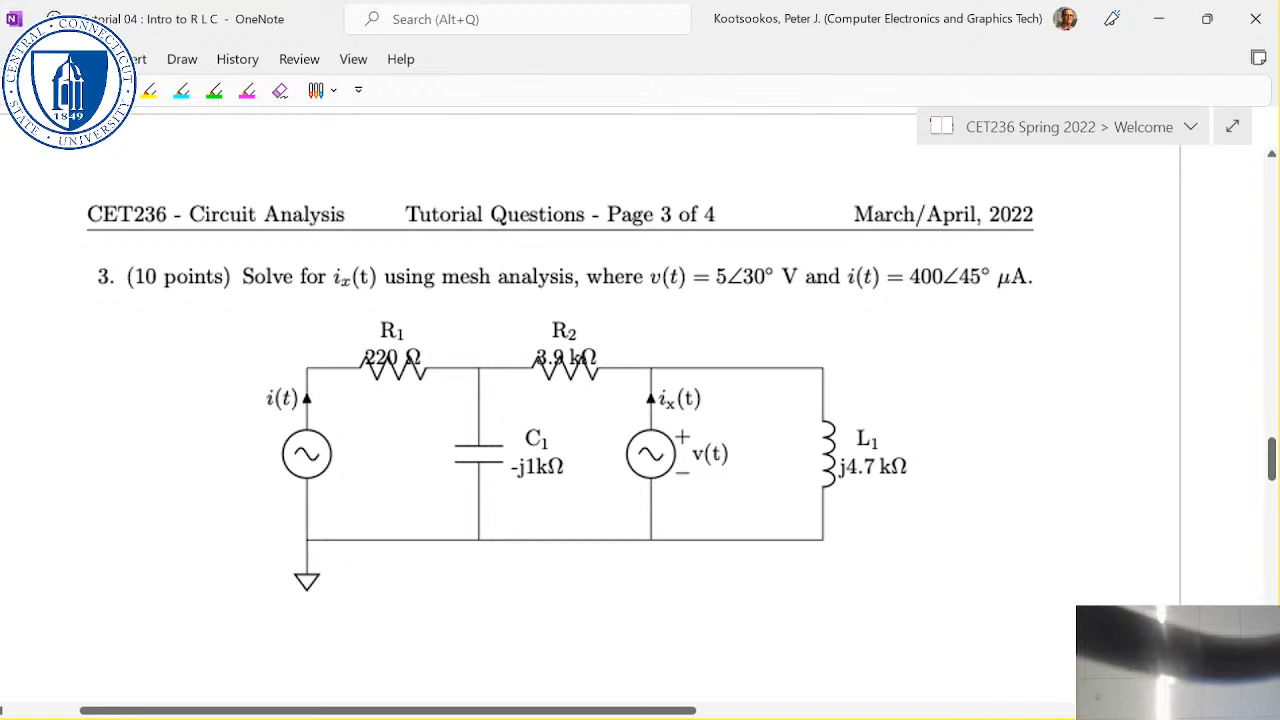 Tutorial 04 : Intro to R L C - OneNote
Search (Alt+Q)
Kootsookos, Peter J. (Computer Electronics and Graphics Tech)
CENTRAL CONNECTICUT STATE UNIVERSITY
1849
Draw History Review View Help
CET236 Spring 2022 > Welcome
CET236 - Circuit Analysis Tutorial Questions - Page 3 of 4 March/April, 2022
3. (10 points) Solve for iₓ(t) using mesh analysis, where v(t) = 5∠30° V and i(t) = 400∠45° μA.
R₁ R₂
220 Ω 3.9 kΩ
i(t) iₓ(t)
C₁ + L₁
-j1kΩ v(t) j4.7 kΩ
−